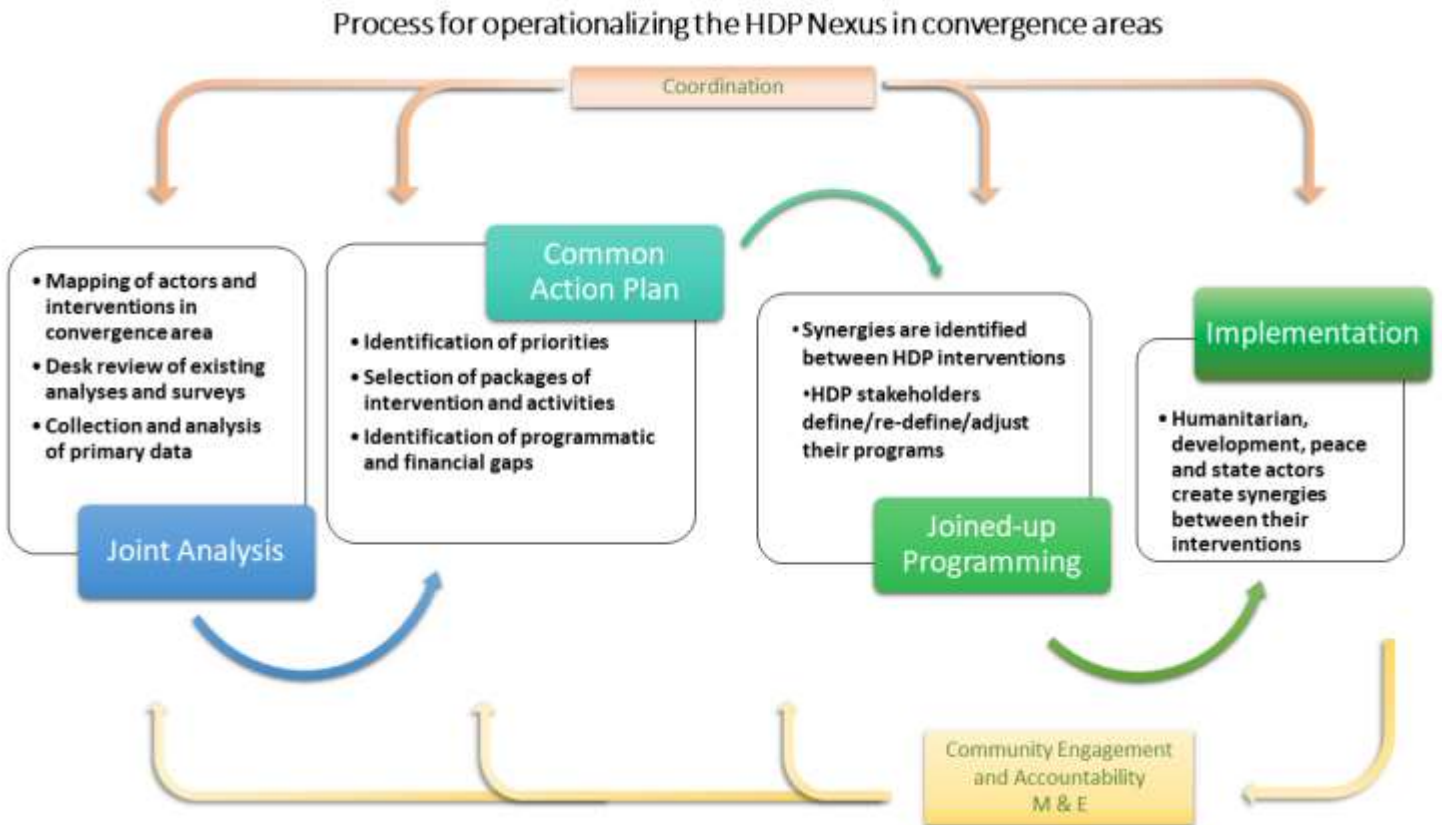 Process for operationalizing the HDP Nexus in convergence areas
Coordination
• Mapping of actors and
interventions in
convergence area
• Desk review of existing
analyses and surveys
• Collection and analysis
of primary data
Joint Analysis
Common
Action Plan
• Identification of priorities
• Selection of packages of
intervention and activities
• Identification of programmatic
and financial gaps
•Synergies are identified
between HDP interventions
•HDP stakeholders
define/re-define/adjust
their programs
Joined-up
Programming
Implementation
• Humanitarian,
development, peace
and state actors
create synergies
between their
interventions
Community Engagement
and Accountability
M & E